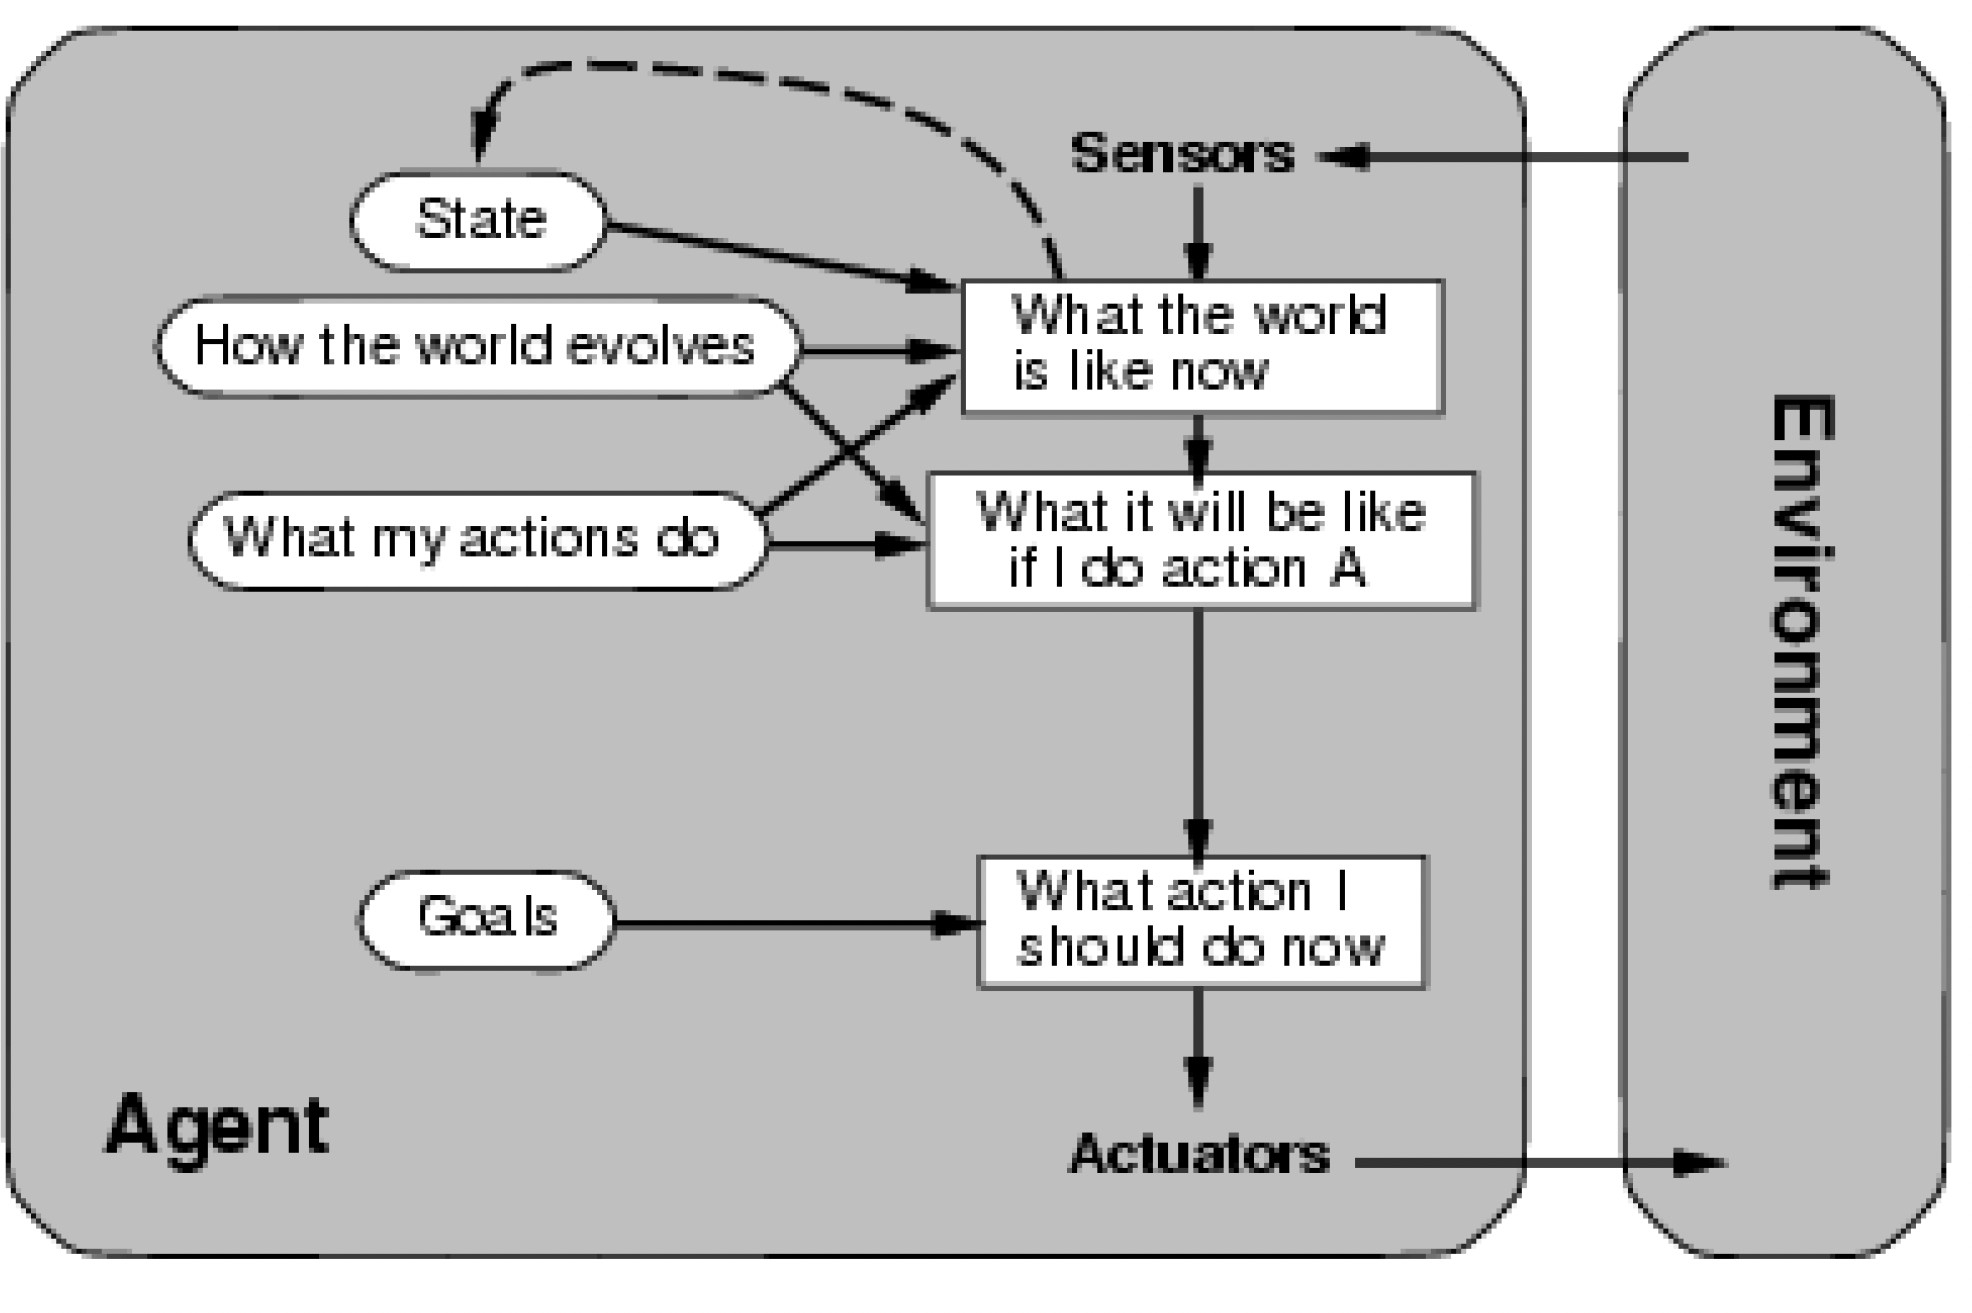 Sensors
State
What the world
is like now
How the world evolves
What it will be like
if I do action A
What my actions do
Environment
What action I
should do now
Goals
Agent
Actuators